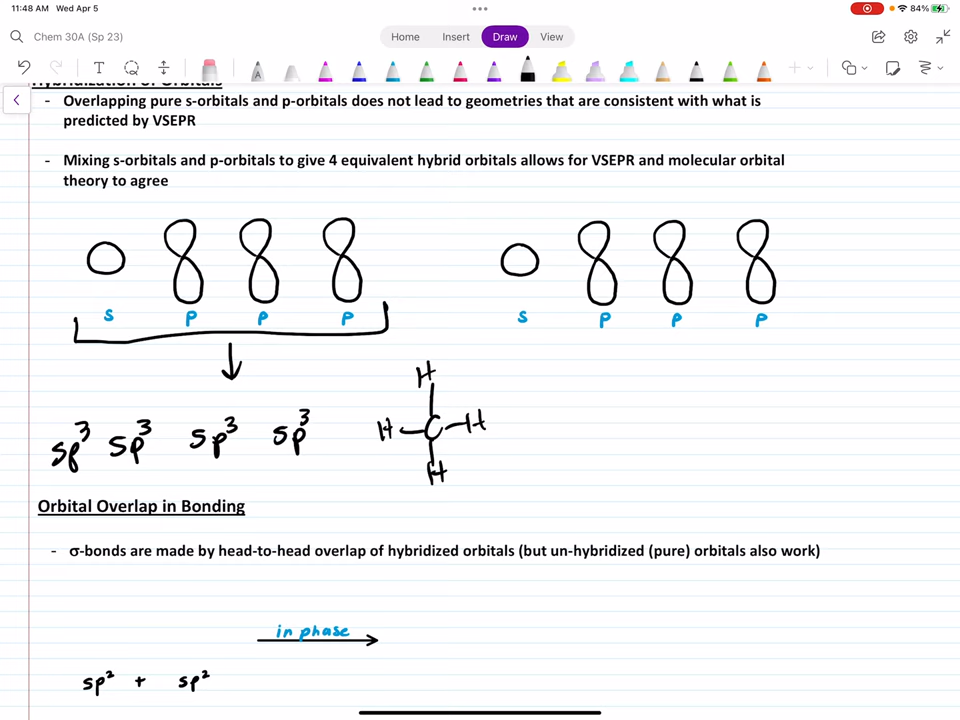 11:48 AM Wed Apr 5
84%
Chem 30A (Sp 23)
Home Insert Draw View
Hybridization of Orbitals
- Overlapping pure s-orbitals and p-orbitals does not lead to geometries that are consistent with what is
predicted by VSEPR
- Mixing s-orbitals and p-orbitals to give 4 equivalent hybrid orbitals allows for VSEPR and molecular orbital
theory to agree
s p p p s p p p
H
sp³ sp³ sp³ sp³ H C H
H
Orbital Overlap in Bonding
- σ-bonds are made by head-to-head overlap of hybridized orbitals (but un-hybridized (pure) orbitals also work)
in phase
sp² + sp²